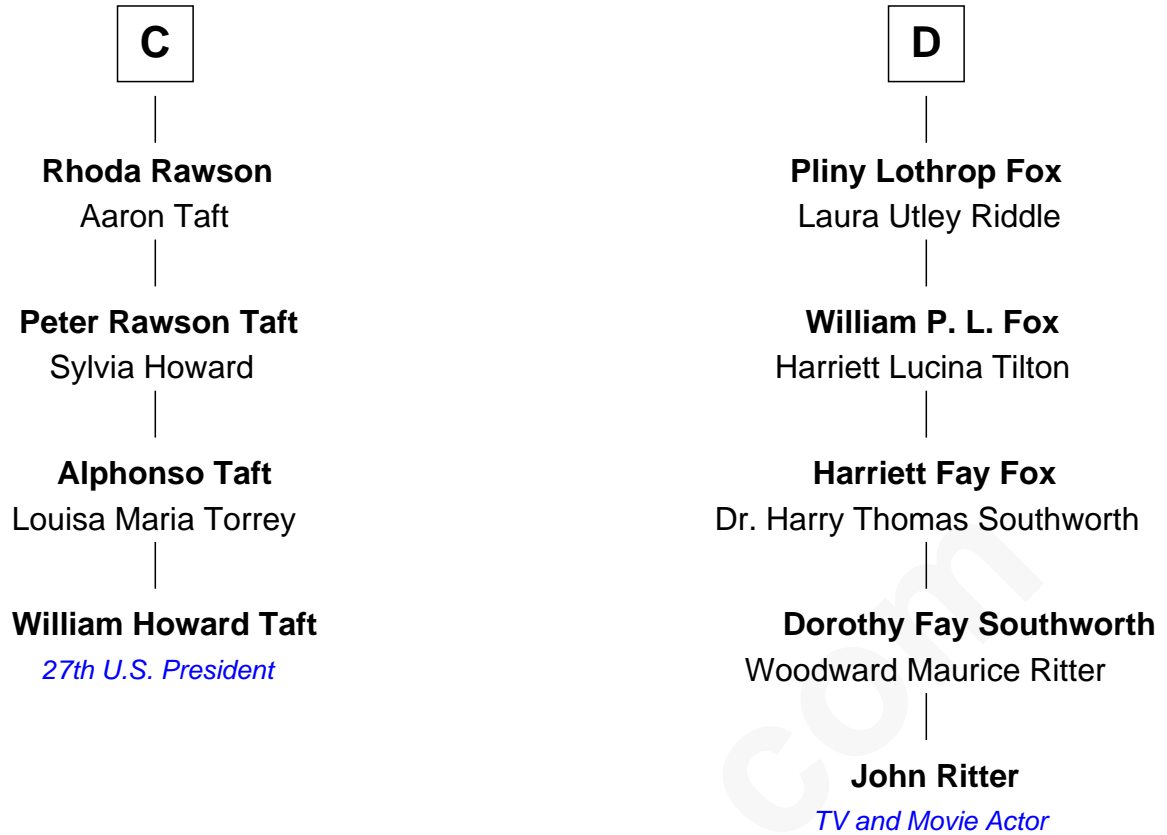 C
Rhoda Rawson
Aaron Taft
Peter Rawson Taft
Sylvia Howard
Alphonso Taft
Louisa Maria Torrey
William Howard Taft
27th U.S. President
D
Pliny Lothrop Fox
Laura Utley Riddle
William P. L. Fox
Harriett Lucina Tilton
Harriett Fay Fox
Dr. Harry Thomas Southworth
Dorothy Fay Southworth
Woodward Maurice Ritter
John Ritter
TV and Movie Actor
com